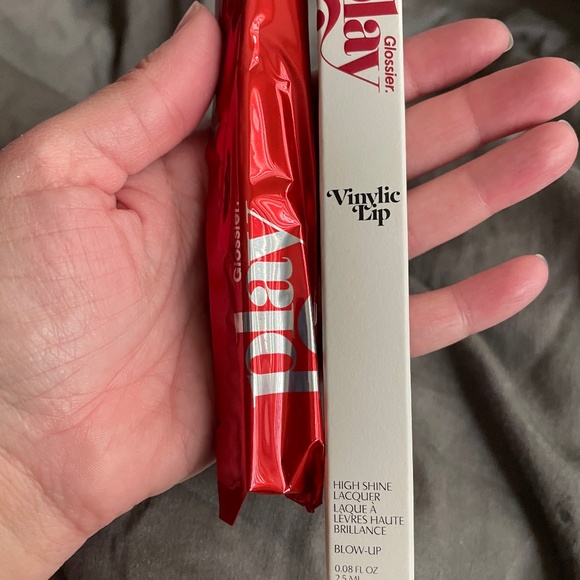 Glossier.
play
Glossier.
play
Vinylic
Lip
HIGH SHINE
LACQUER
LAQUE À
LÈVRES HAUTE
BRILLANCE
BLOW-UP
0.08 FL OZ
2.5 ML